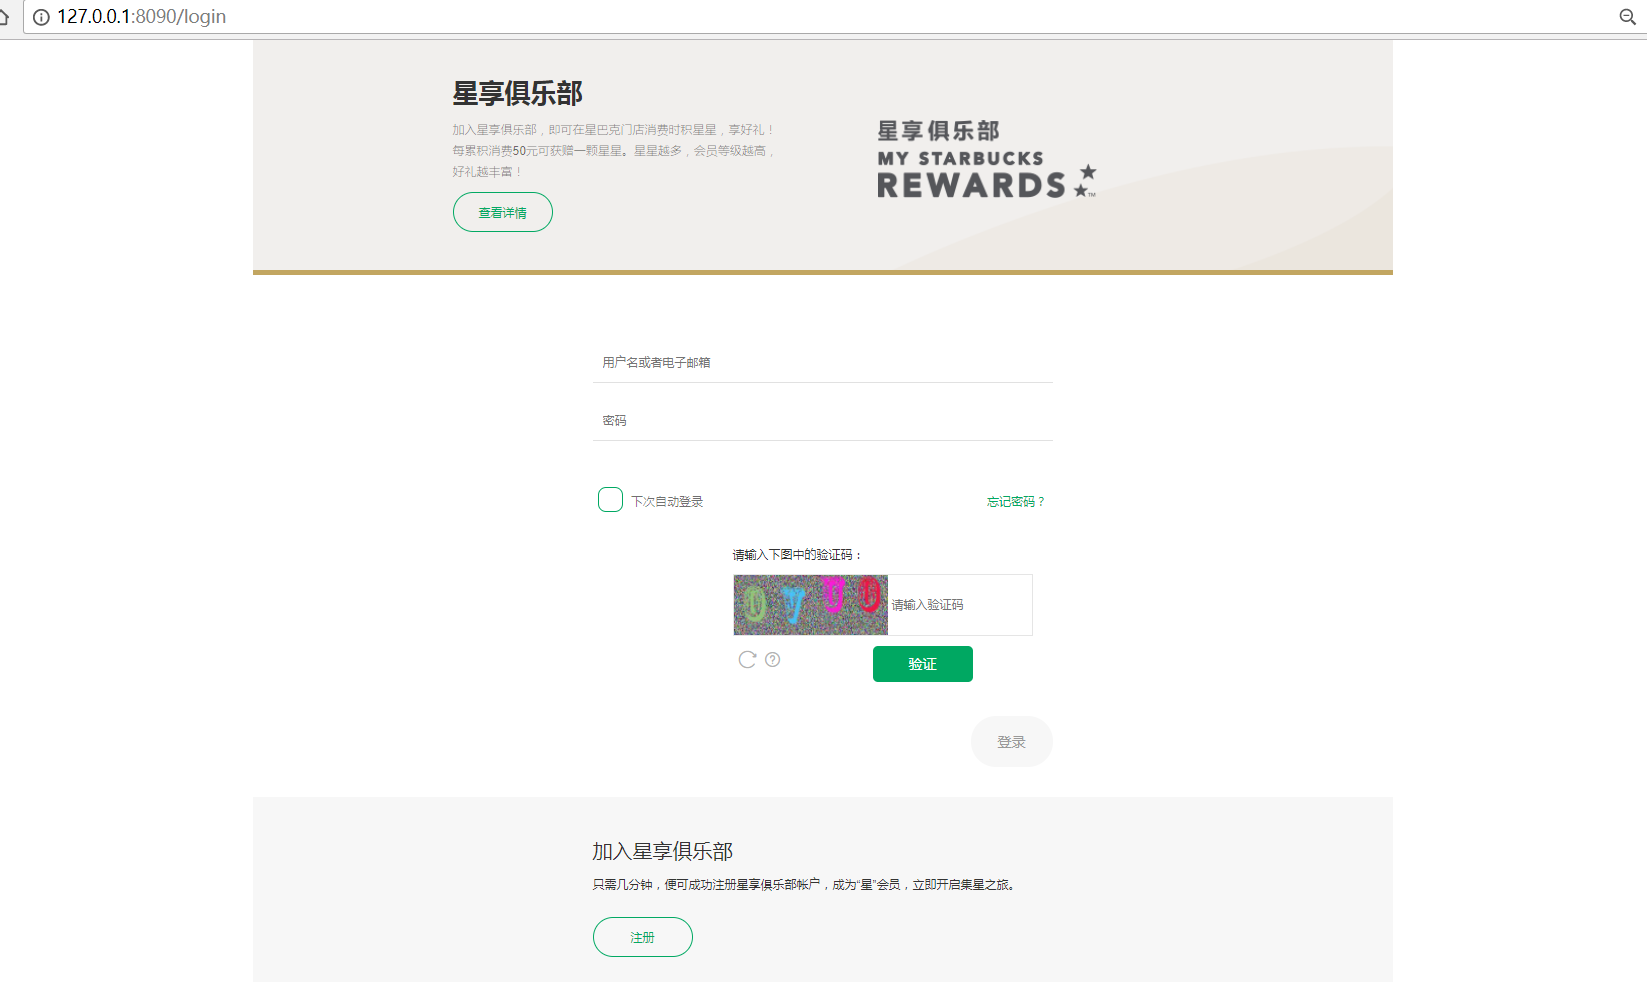 127.0.0.1:8090/login
星享俱乐部
加入星享俱乐部，即可在星巴克门店消费时积星星，享好礼！
每累积消费50元可获赠一颗星星。星星越多，会员等级越高，
好礼越丰富！
查看详情
星享俱乐部
MY STARBUCKS
REWARDS
TM
用户名或者电子邮箱
密码
下次自动登录
忘记密码？
请输入下图中的验证码：
请输入验证码
验证
登录
加入星享俱乐部
只需几分钟，便可成功注册星享俱乐部帐户，成为“星”会员，立即开启集星之旅。
注册